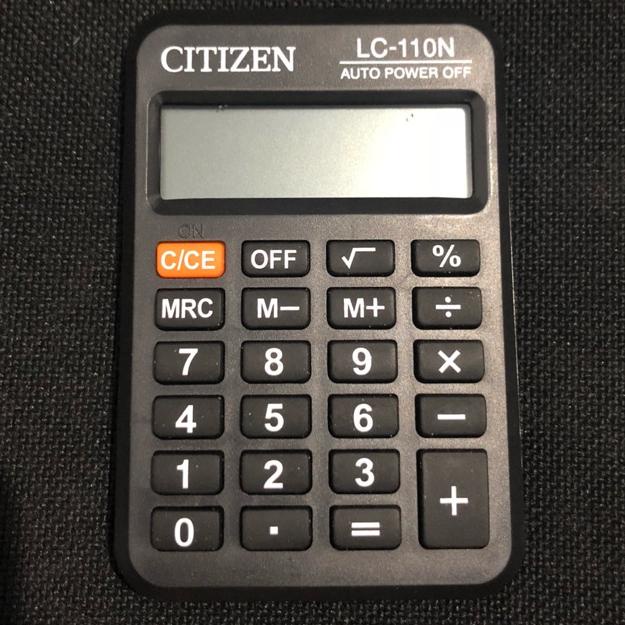 CITIZEN
LC-110N
AUTO POWER OFF
ON
C/CE OFF √ %
MRC M− M+ ÷
7 8 9 ×
4 5 6 −
1 2 3 +
0 . =